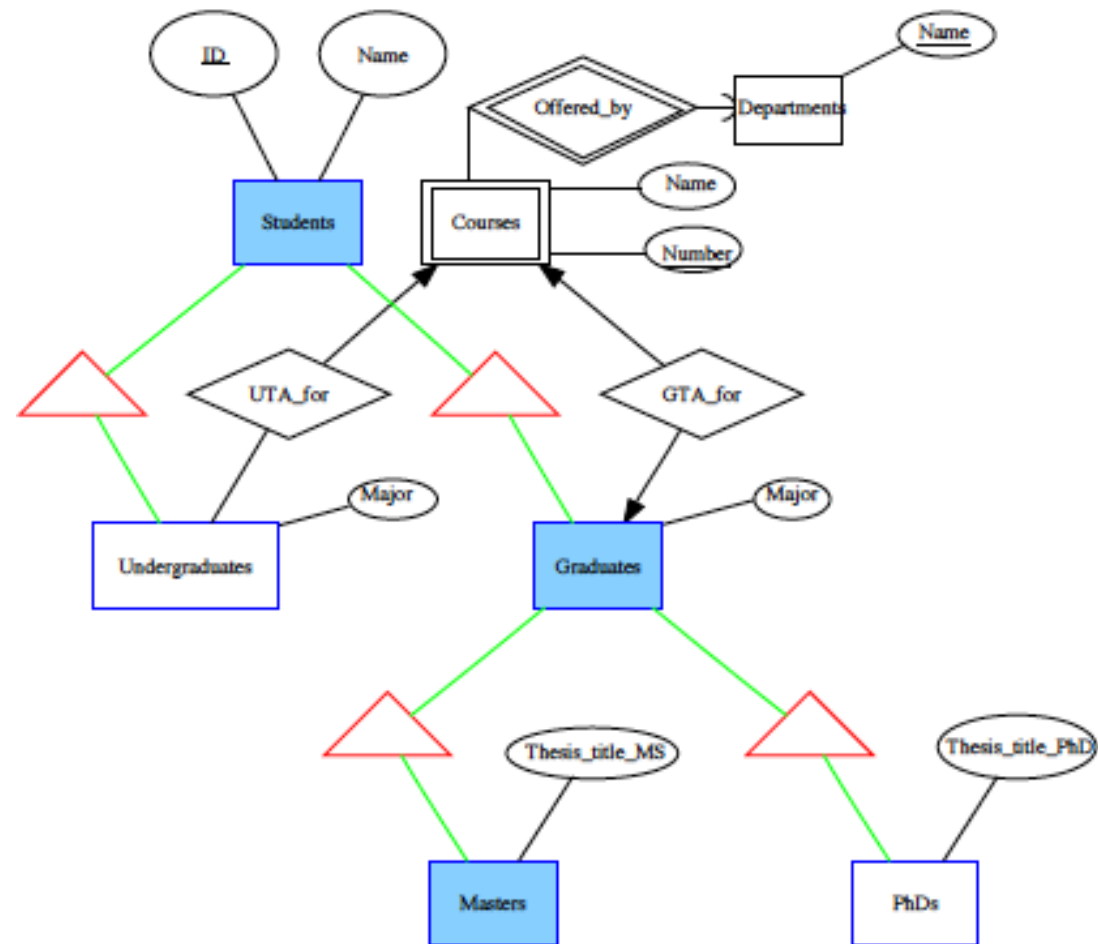 Name
ID
Name
Offered_by
Departments
Name
Students
Courses
Number
UTA_for
GTA_for
Major
Major
Undergraduates
Graduates
Thesis_title_MS
Thesis_title_PhD
Masters
PhDs